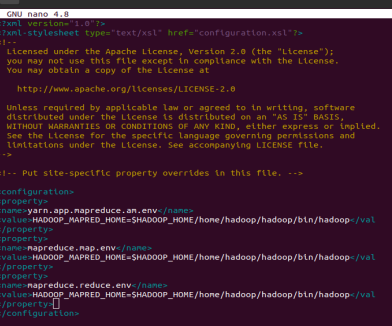 GNU nano 4.8
?xml version="1.0"?>
?xml-stylesheet type="text/xsl" href="configuration.xsl"?>
!--
Licensed under the Apache License, Version 2.0 (the "License");
you may not use this file except in compliance with the License.
You may obtain a copy of the License at
http://www.apache.org/licenses/LICENSE-2.0
Unless required by applicable law or agreed to in writing, software
distributed under the License is distributed on an "AS IS" BASIS,
WITHOUT WARRANTIES OR CONDITIONS OF ANY KIND, either express or implied.
See the License for the specific language governing permissions and
limitations under the License. See accompanying LICENSE file.
-->
!-- Put site-specific property overrides in this file. -->
configuration>
property>
name>yarn.app.mapreduce.am.env</name>
value>HADOOP_MAPRED_HOME=$HADOOP_HOME/home/hadoop/hadoop/bin/hadoop</val
/property>
property>
name>mapreduce.map.env</name>
value>HADOOP_MAPRED_HOME=$HADOOP_HOME/home/hadoop/hadoop/bin/hadoop</val
/property>
property>
name>mapreduce.reduce.env</name>
value>HADOOP_MAPRED_HOME=$HADOOP_HOME/home/hadoop/hadoop/bin/hadoop</val
/property>
/configuration>